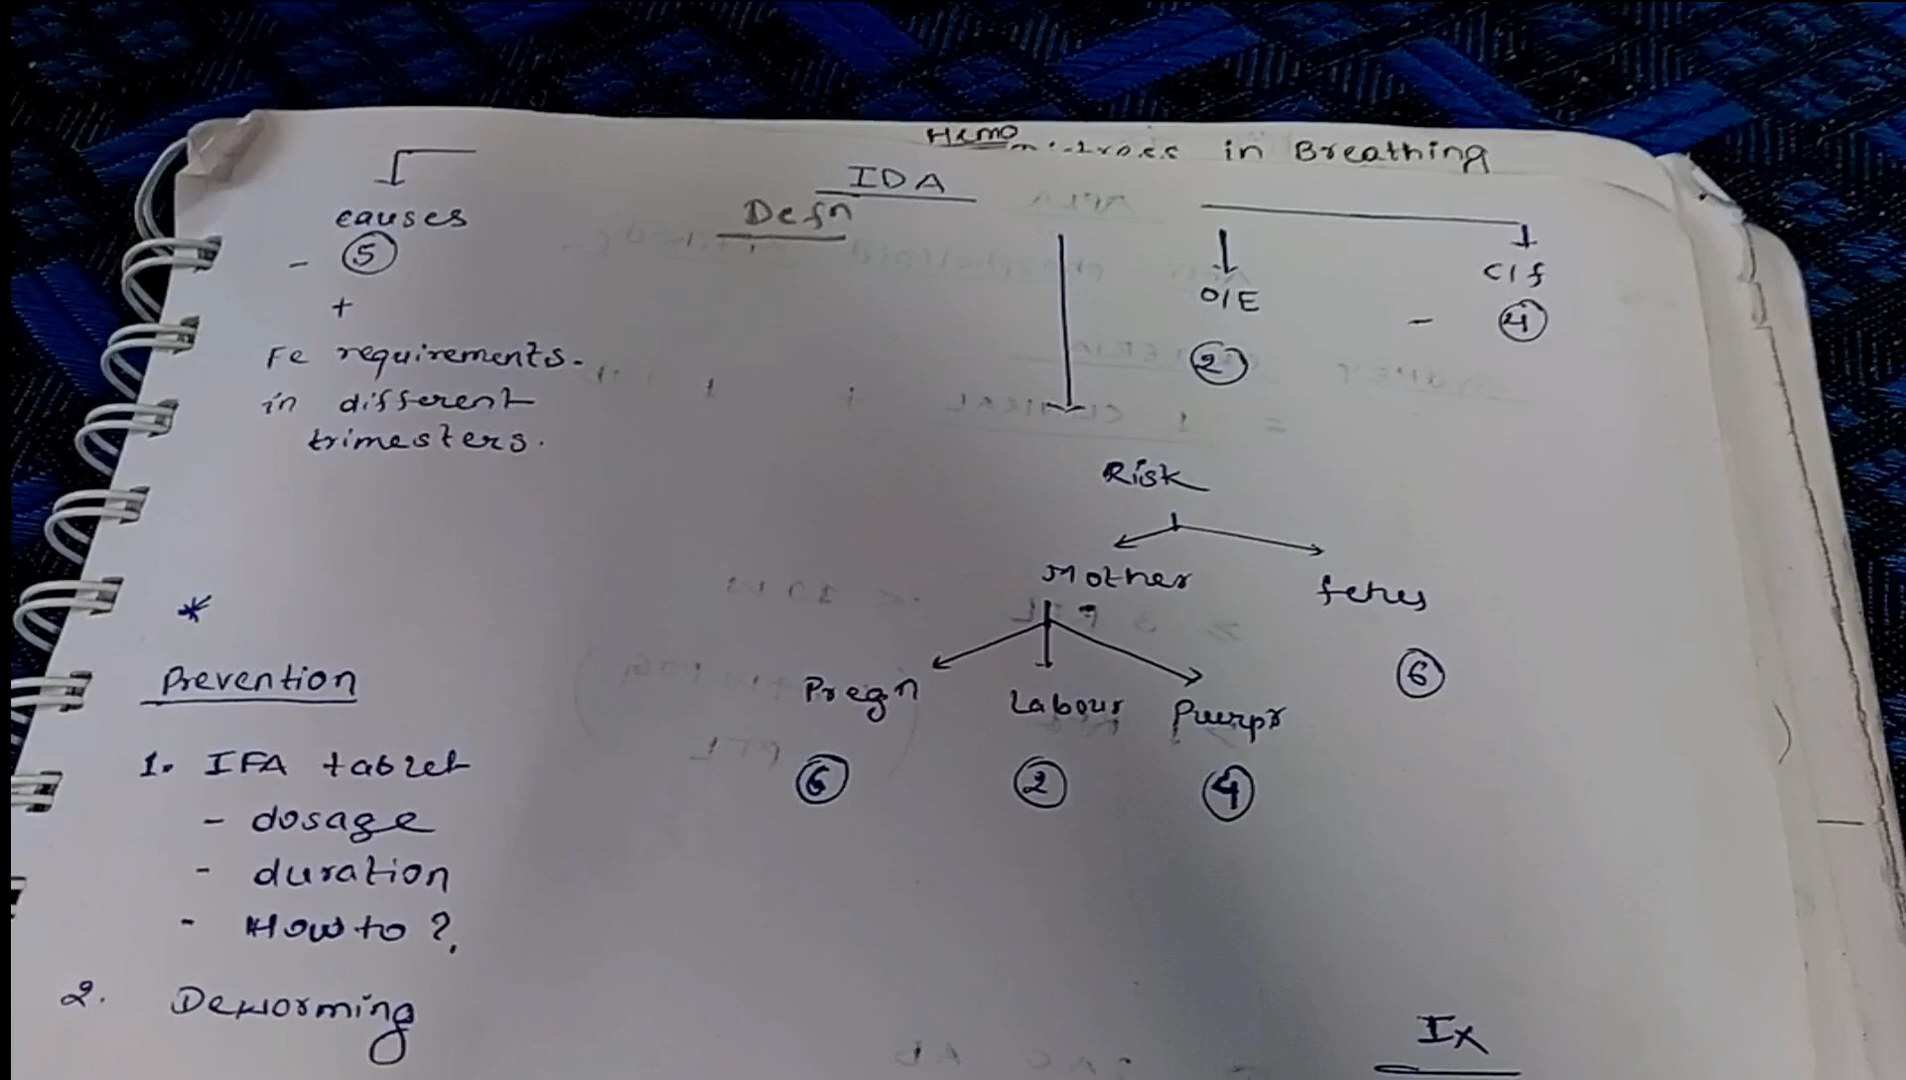 Hemo
in Breathing
IDA
Defn
causes
5
+
Fe requirements.
in different
trimesters.
O/E
2
C/f
4
Risk
Mother
fetus
6
Pregn
Labour
6
2
4
*
Prevention
1. IFA tablet
- dosage
- duration
- How to ?
2. Deworming
Ix